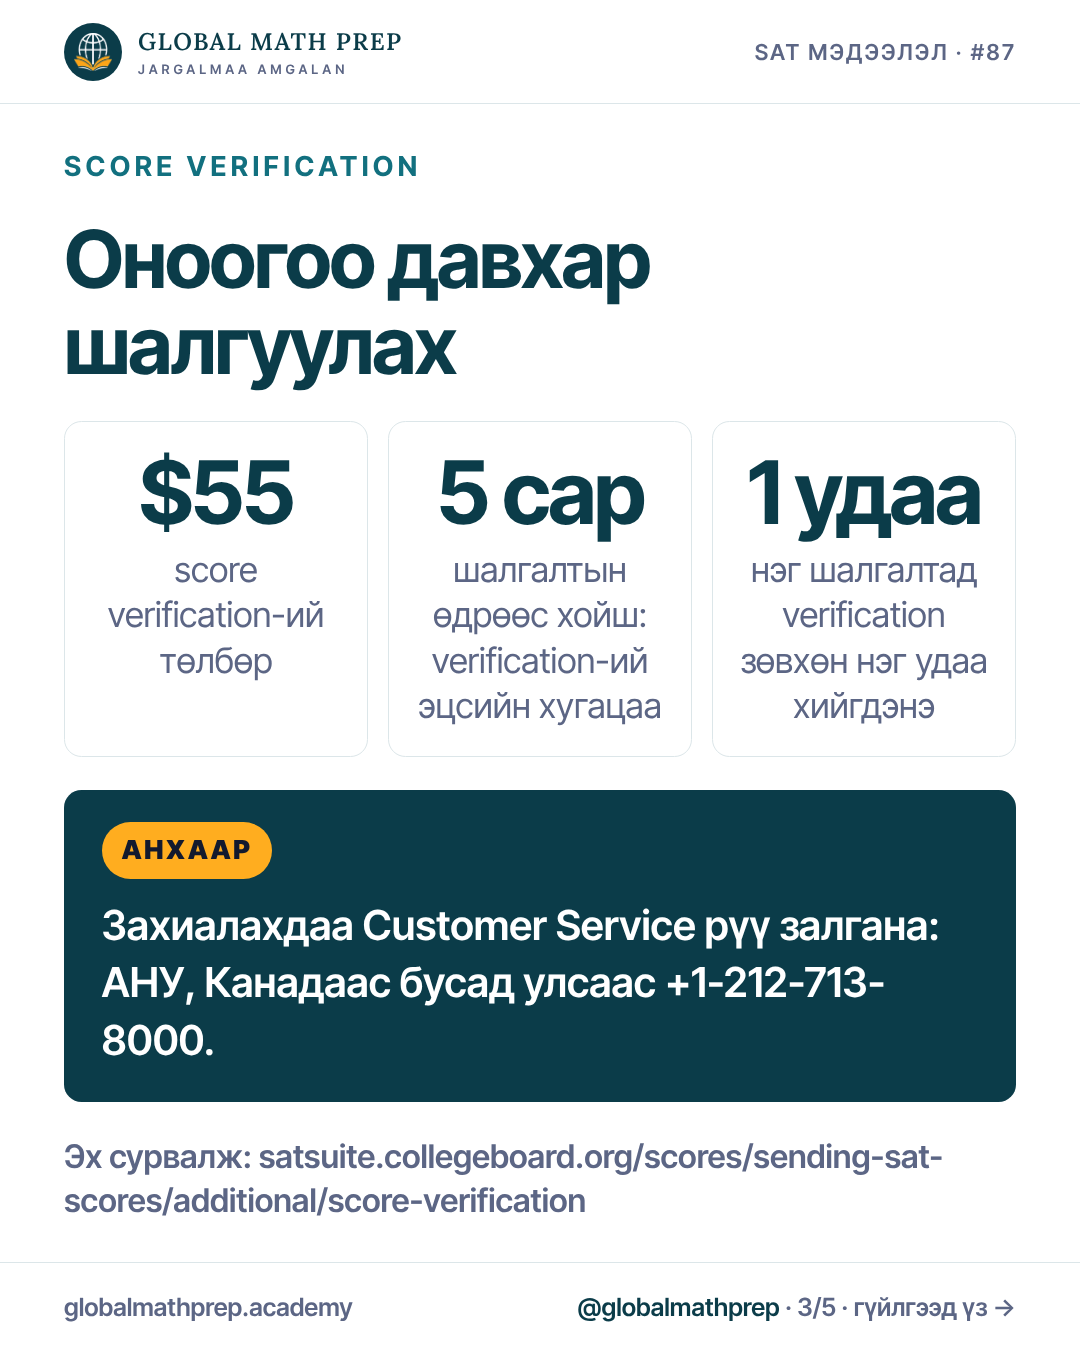 GLOBAL MATH PREP
JARGALMAA AMGALAN
SAT МЭДЭЭЛЭЛ · #87
SCORE VERIFICATION
Оноогоо давхар
шалгуулах
$55
score
verification-ий
төлбөр
5 сар
шалгалтын
өдрөөс хойш:
verification-ий
эцсийн хугацаа
1 удаа
нэг шалгалтад
verification
зөвхөн нэг удаа
хийгдэнэ
АНХААР
Захиалахдаа Customer Service рүү залгана:
АНУ, Канадаас бусад улсаас +1-212-713-
8000.
Эх сурвалж: satsuite.collegeboard.org/scores/sending-sat-
scores/additional/score-verification
globalmathprep.academy
@globalmathprep · 3/5 · гүйлгээд үз →